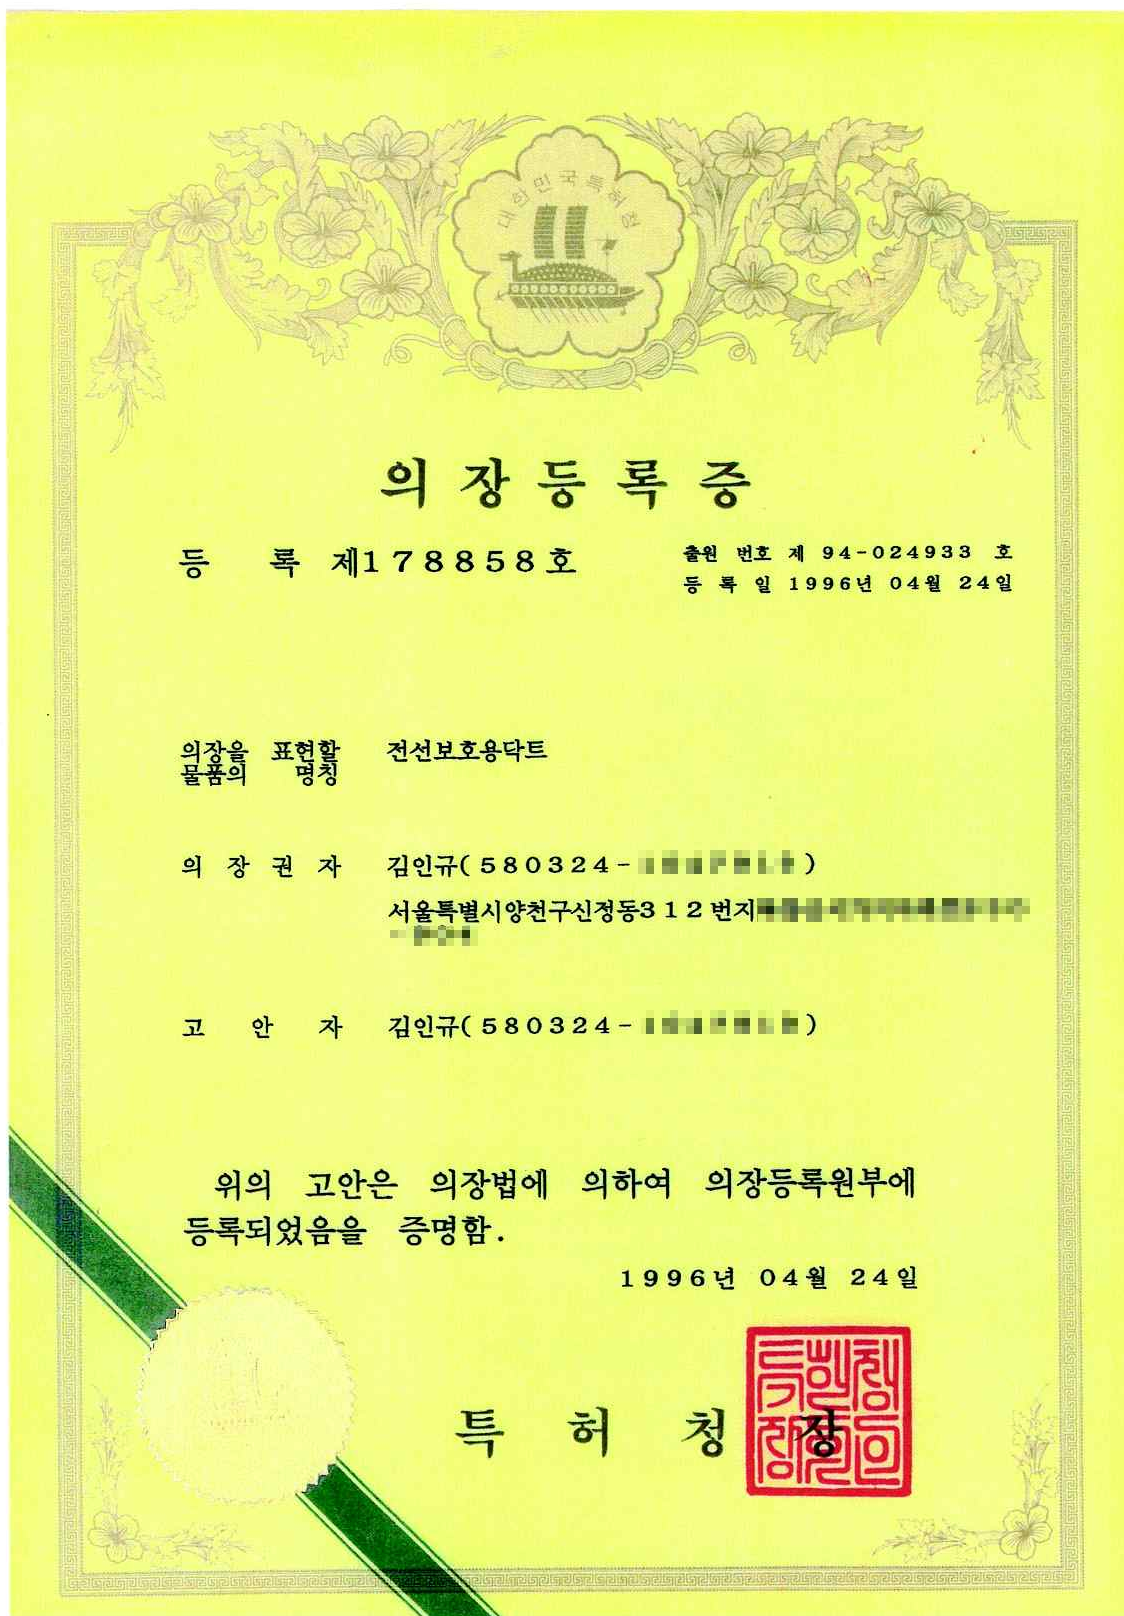 대한민국특허청
의장등록증
등 록 제178858호
출원 번호 제 94-024933 호
등 록 일 1996년 04월 24일
의장을 표현할 전선보호용닥트
물품의 명칭
의 장 권 자 김인규(580324-
서울특별시양천구신정동312번지
고 안 자 김인규(580324-
위의 고안은 의장법에 의하여 의장등록원부에
등록되었음을 증명함.
1996년 04월 24일
특 허 청 장